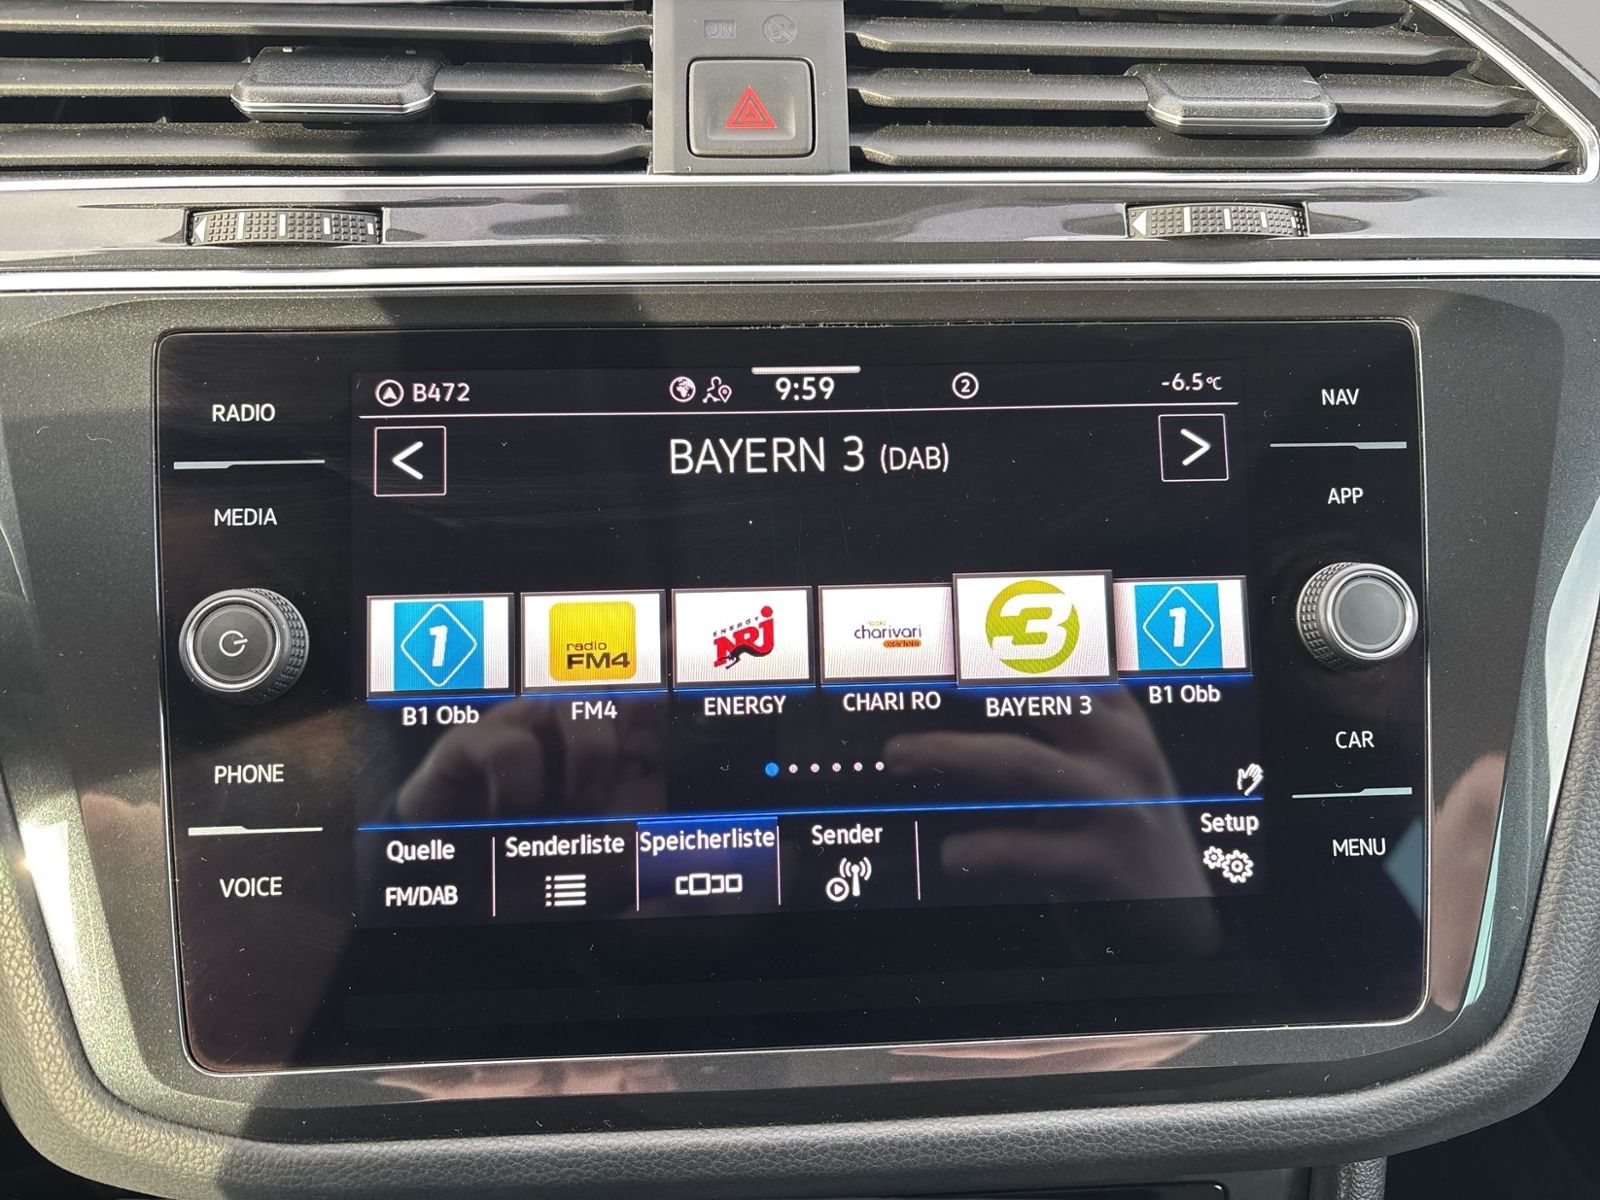 RADIO
MEDIA
PHONE
VOICE
B472
9:59
2
-6.5°C
BAYERN 3 (DAB)
1
radio
FM4
ENERGY
NRJ
charivari
3
1
B1 Obb
FM4
ENERGY
CHARI RO
BAYERN 3
B1 Obb
Quelle
FM/DAB
Senderliste
Speicherliste
Sender
Setup
NAV
APP
CAR
MENU